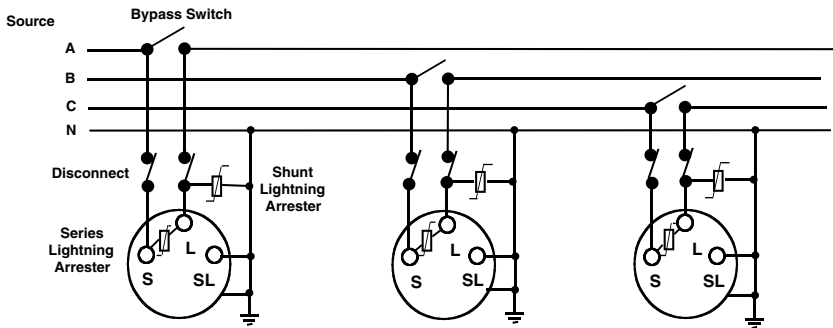 Source
Bypass Switch
A
B
C
N
Disconnect
Shunt
Lightning
Arrester
Series
Lightning
Arrester
L
S
SL
L
S
SL
L
S
SL